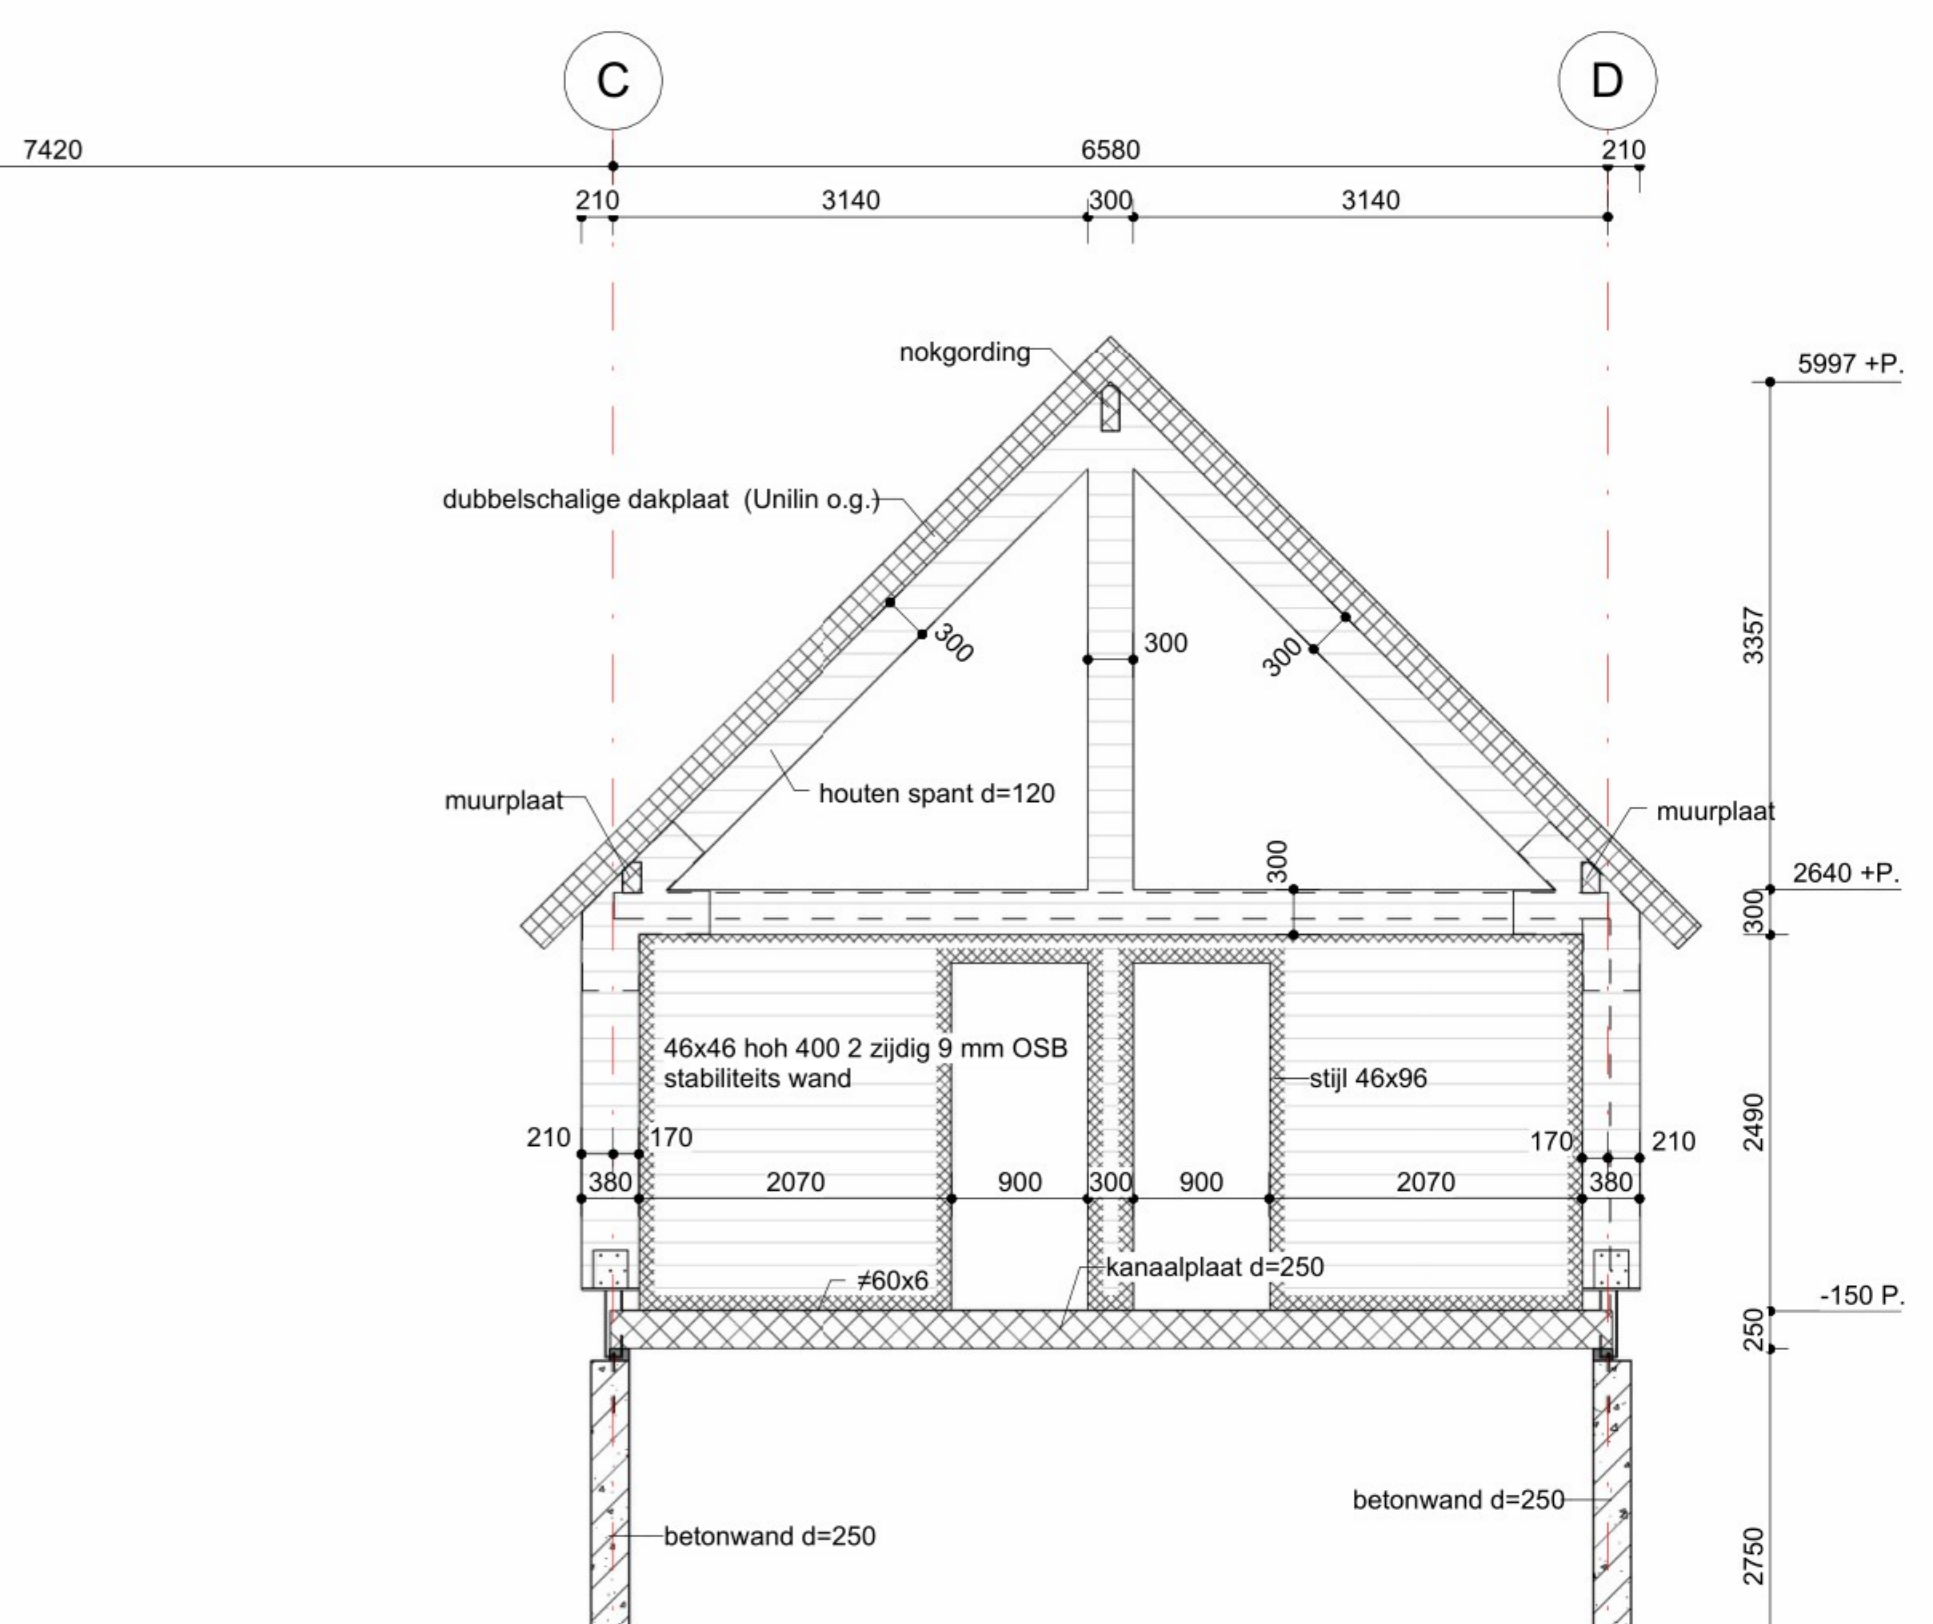 C
D
7420
6580
210
210
3140
300
3140
nokgording
5997 +P.
dubbelschalige dakplaat (Unilin o.g.)
300
300
300
3357
houten spant d=120
muurplaat
muurplaat
300
2640 +P.
300
46x46 hoh 400 2 zijdig 9 mm OSB
stabiliteits wand
stijl 46x96
2490
210
170
170
210
380
2070
900
300
900
2070
380
kanaalplaat d=250
≠60x6
-150 P.
250
betonwand d=250
betonwand d=250
2750